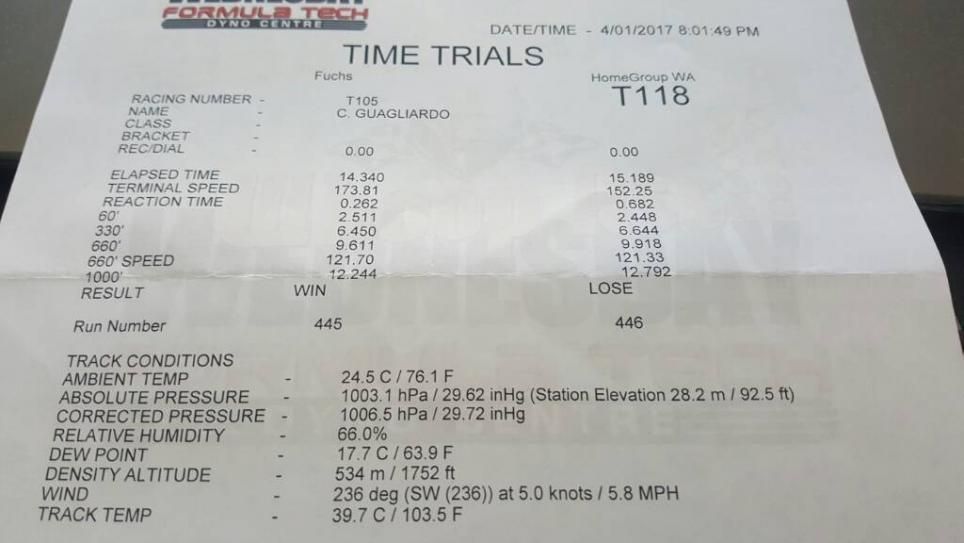 WEDNESDAY
FORMULA TECH
DYNO CENTRE
DATE/TIME - 4/01/2017 8:01:49 PM
TIME TRIALS
Fuchs HomeGroup WA
RACING NUMBER - T105 T118
NAME - C. GUAGLIARDO
CLASS -
BRACKET -
REC/DIAL - 0.00 0.00
ELAPSED TIME 14.340 15.189
TERMINAL SPEED 173.81 152.25
REACTION TIME 0.262 0.682
60' 2.511 2.448
330' 6.450 6.644
660' 9.611 9.918
660' SPEED 121.70 121.33
1000' 12.244 12.792
RESULT WIN LOSE
Run Number 445 446
TRACK CONDITIONS
AMBIENT TEMP - 24.5 C / 76.1 F
ABSOLUTE PRESSURE - 1003.1 hPa / 29.62 inHg (Station Elevation 28.2 m / 92.5 ft)
CORRECTED PRESSURE - 1006.5 hPa / 29.72 inHg
RELATIVE HUMIDITY - 66.0%
DEW POINT - 17.7 C / 63.9 F
DENSITY ALTITUDE - 534 m / 1752 ft
WIND - 236 deg (SW (236)) at 5.0 knots / 5.8 MPH
TRACK TEMP - 39.7 C / 103.5 F